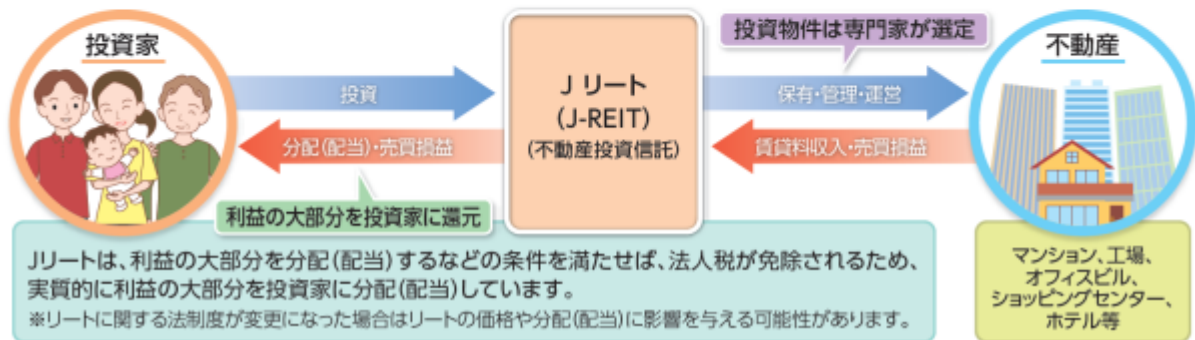 投資家
投資
分配(配当)・売買損益
利益の大部分を投資家に還元
J リート
(J-REIT)
(不動産投資信託)
投資物件は専門家が選定
保有・管理・運営
賃貸料収入・売買損益
不動産
マンション、工場、
オフィスビル、
ショッピングセンター、
ホテル等
Jリートは、利益の大部分を分配(配当)するなどの条件を満たせば、法人税が免除されるため、
実質的に利益の大部分を投資家に分配(配当)しています。
※リートに関する法制度が変更になった場合はリートの価格や分配(配当)に影響を与える可能性があります。